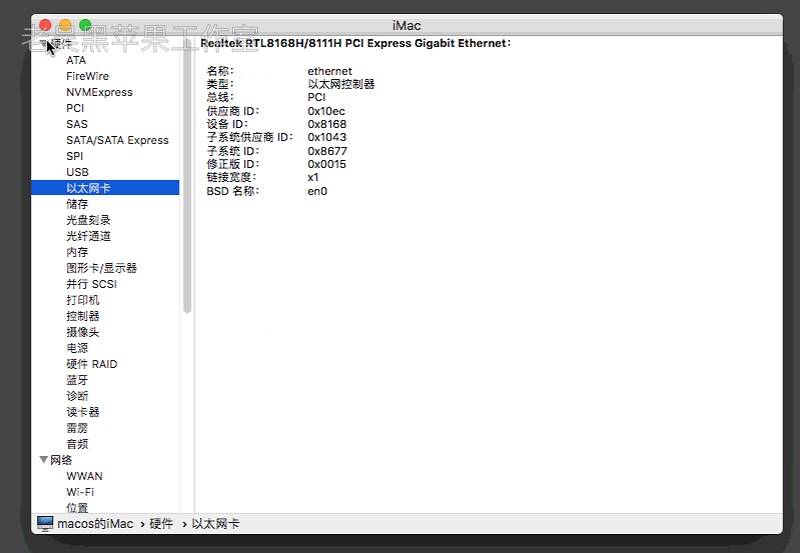 iMac
老吴黑苹果工作室
硬件
ATA
FireWire
NVMExpress
PCI
SAS
SATA/SATA Express
SPI
USB
以太网卡
储存
光盘刻录
光纤通道
内存
图形卡/显示器
并行 SCSI
打印机
控制器
摄像头
电源
硬件 RAID
蓝牙
诊断
读卡器
雷雳
音频
网络
WWAN
Wi-Fi
位置
Realtek RTL8168H/8111H PCI Express Gigabit Ethernet：
名称： ethernet
类型： 以太网控制器
总线： PCI
供应商 ID： 0x10ec
设备 ID： 0x8168
子系统供应商 ID： 0x1043
子系统 ID： 0x8677
修正版 ID： 0x0015
链接宽度： x1
BSD 名称： en0
macos的iMac › 硬件 › 以太网卡